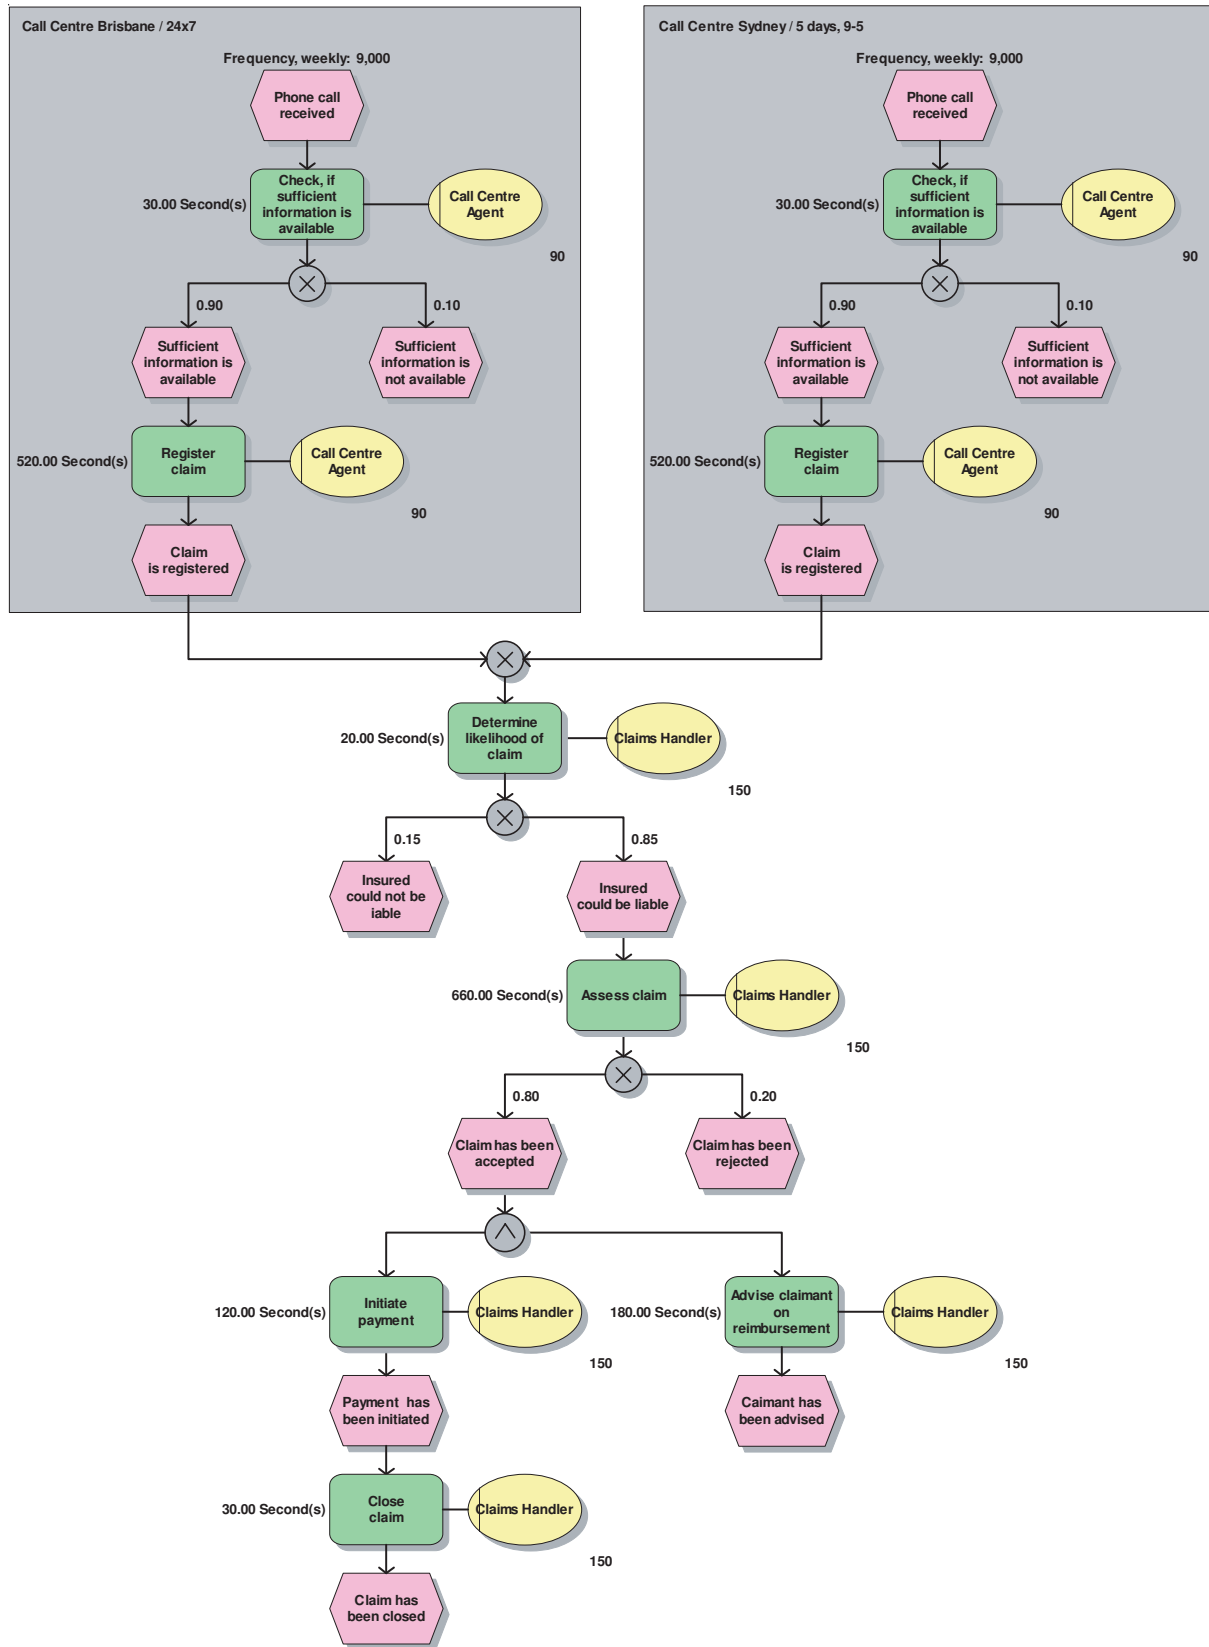 Call Centre Brisbane / 24x7
Frequency, weekly: 9,000
Phone call
received
30.00 Second(s)
Check, if
sufficient
information is
available
Call Centre
Agent
90
0.90
0.10
Sufficient
information is
available
Sufficient
information is
not available
520.00 Second(s)
Register
claim
Call Centre
Agent
90
Claim
is registered
Call Centre Sydney / 5 days, 9-5
Frequency, weekly: 9,000
Phone call
received
30.00 Second(s)
Check, if
sufficient
information is
available
Call Centre
Agent
90
0.90
0.10
Sufficient
information is
available
Sufficient
information is
not available
520.00 Second(s)
Register
claim
Call Centre
Agent
90
Claim
is registered
20.00 Second(s)
Determine
likelihood of
claim
Claims Handler
150
0.15
0.85
Insured
could not be
iable
Insured
could be liable
660.00 Second(s)
Assess claim
Claims Handler
150
0.80
0.20
Claim has been
accepted
Claim has been
rejected
120.00 Second(s)
Initiate
payment
Claims Handler
150
180.00 Second(s)
Advise claimant
on
reimbursement
Claims Handler
150
Payment has
been initiated
Caimant has
been advised
30.00 Second(s)
Close
claim
Claims Handler
150
Claim has
been closed